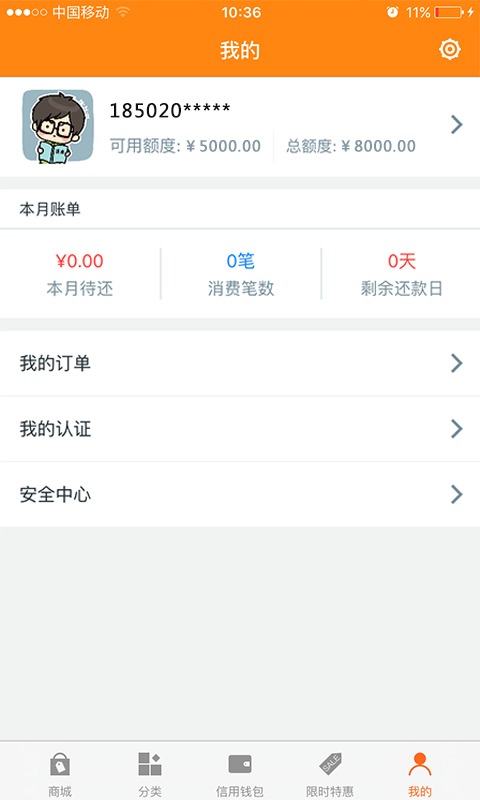 中国移动 10:36 11%
我的
185020*****
可用额度: ¥ 5000.00 总额度: ¥ 8000.00
本月账单
¥0.00 0笔 0天
本月待还 消费笔数 剩余还款日
我的订单
我的认证
安全中心
SALE
商城 分类 信用钱包 限时特惠 我的